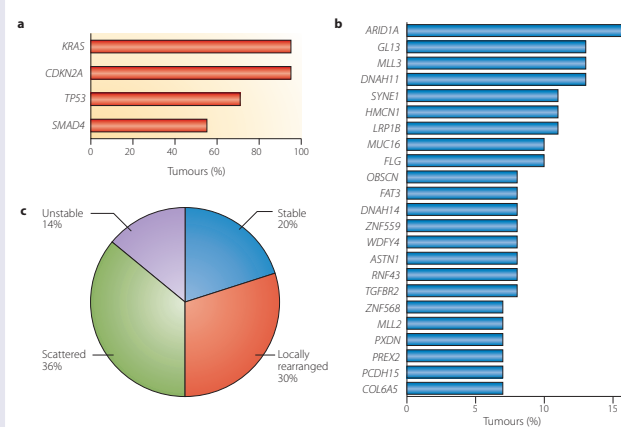 a
KRAS
CDKN2A
TP53
SMAD4
0 20 40 60 80 100
Tumours (%)
b
ARID1A
GL13
MLL3
DNAH11
SYNE1
HMCN1
LRP1B
MUC16
FLG
OBSCN
FAT3
DNAH14
ZNF559
WDFY4
ASTN1
RNF43
TGFBR2
ZNF568
MLL2
PXDN
PREX2
PCDH15
COL6A5
0 5 10 15
Tumours (%)
c
Unstable
14%
Stable
20%
Scattered
36%
Locally
rearranged
30%